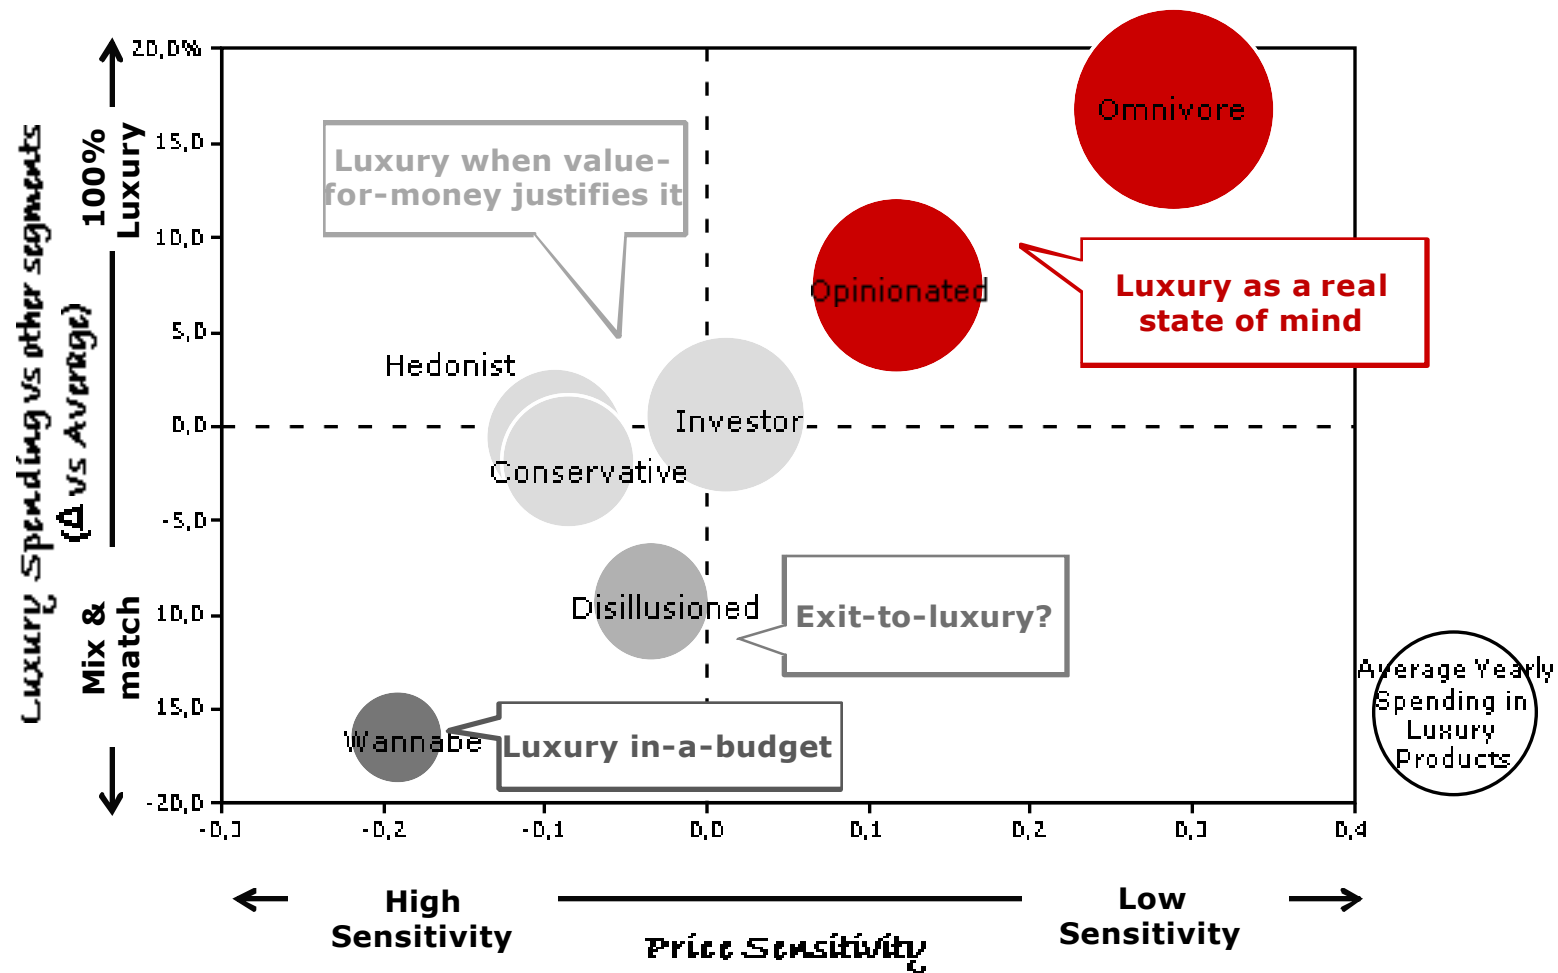 20,0%
15,0
10,0
5,0
0,0
-5,0
10,0
15,0
-20,0
Luxury Spending vs other segments
(Δ vs Average)
100%
Luxury
Mix &
match
Luxury when value-
for-money justifies it
Omnivore
Opinionated
Luxury as a real
state of mind
Hedonist
Investor
Conservative
Disillusioned
Exit-to-luxury?
Wannabe
Luxury in-a-budget
Average Yearly
Spending in
Luxury
Products
-0,3
-0,2
-0,1
0,0
0,1
0,2
0,3
0,4
High
Sensitivity
Price Sensitivity
Low
Sensitivity